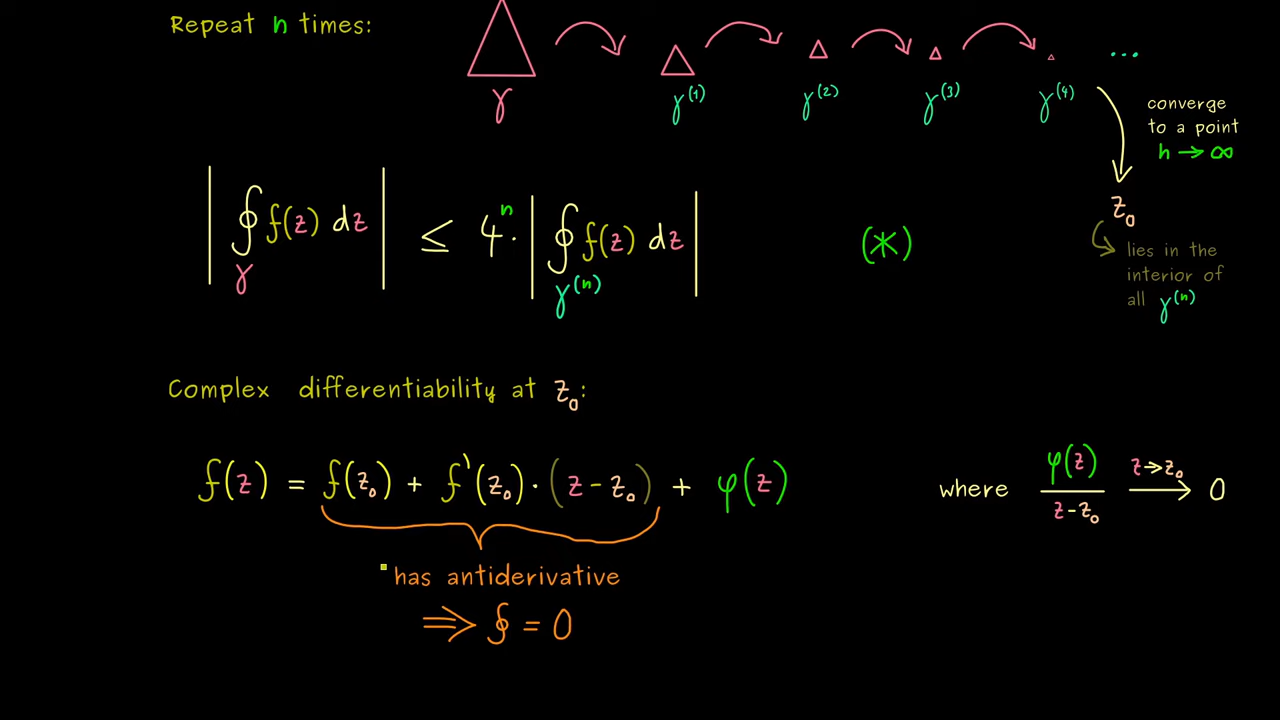 Repeat n times:
γ γ⁽¹⁾ γ⁽²⁾ γ⁽³⁾ γ⁽⁴⁾ ...
converge
to a point
n → ∞
z₀
lies in the
interior of
all γ⁽ⁿ⁾
| ∮_γ f(z) dz | ≤ 4ⁿ · | ∮_γ⁽ⁿ⁾ f(z) dz | (*)
Complex differentiability at z₀:
f(z) = f(z₀) + f'(z₀) · (z - z₀) + φ(z) where φ(z)/(z - z₀) →^(z→z₀) 0
has antiderivative
⇒ ∮ = 0